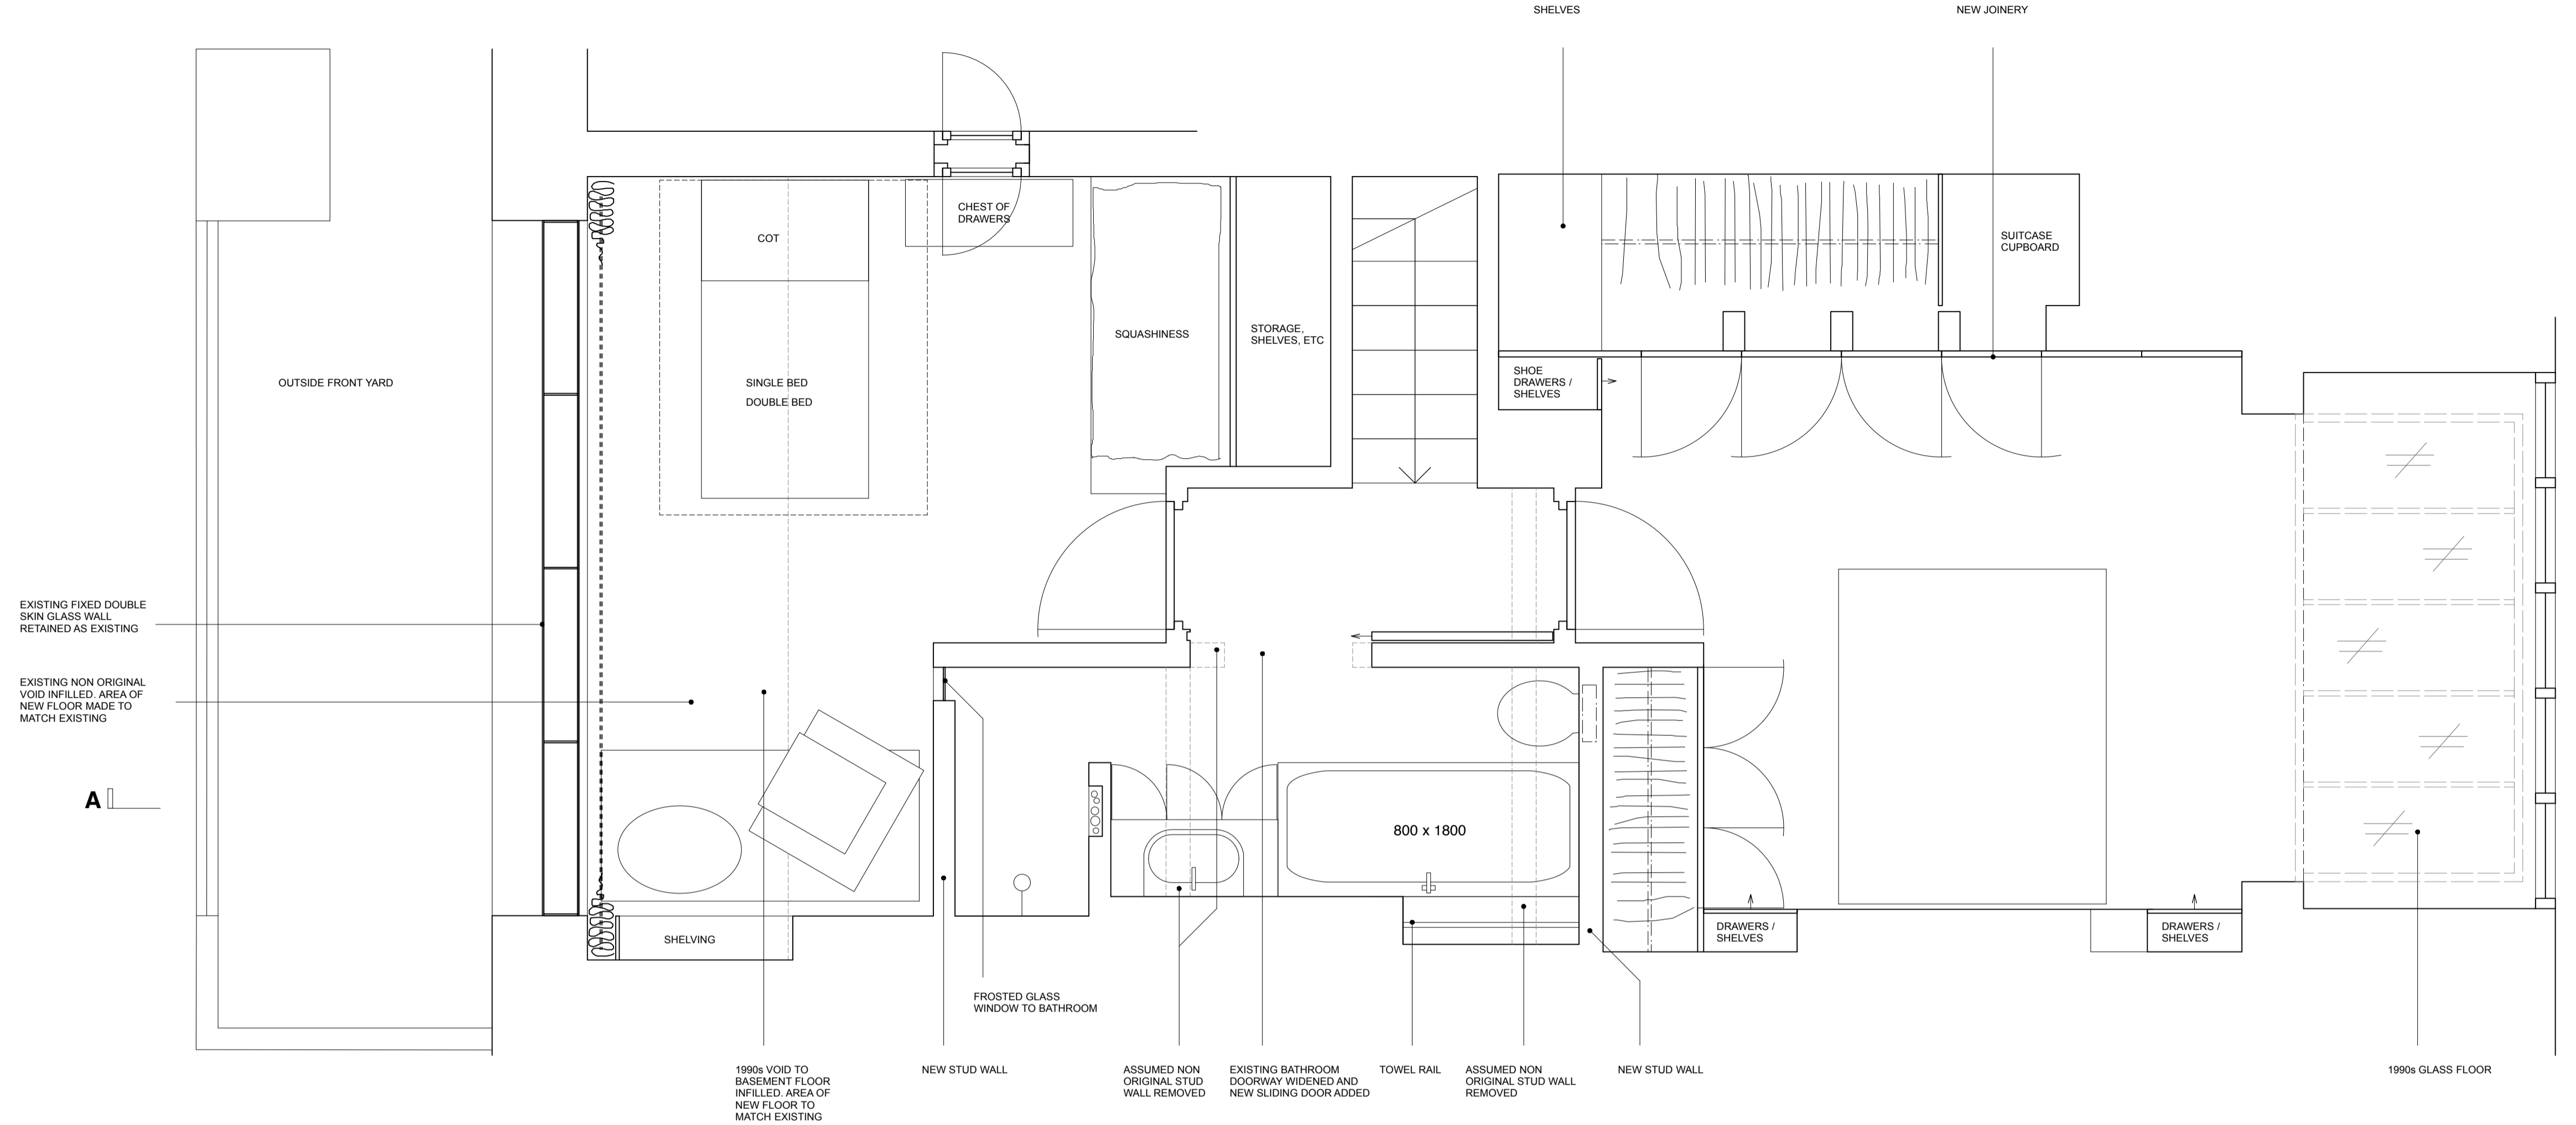 SHELVES
NEW JOINERY
CHEST OF
DRAWERS
COT
SUITCASE
CUPBOARD
SQUASHINESS
STORAGE,
SHELVES, ETC
OUTSIDE FRONT YARD
SINGLE BED
DOUBLE BED
SHOE
DRAWERS /
SHELVES
EXISTING FIXED DOUBLE
SKIN GLASS WALL
RETAINED AS EXISTING
EXISTING NON ORIGINAL
VOID INFILLED. AREA OF
NEW FLOOR MADE TO
MATCH EXISTING
A
800 x 1800
SHELVING
DRAWERS /
SHELVES
DRAWERS /
SHELVES
FROSTED GLASS
WINDOW TO BATHROOM
1990s VOID TO
BASEMENT FLOOR
INFILLED. AREA OF
NEW FLOOR TO
MATCH EXISTING
NEW STUD WALL
ASSUMED NON
ORIGINAL STUD
WALL REMOVED
EXISTING BATHROOM
DOORWAY WIDENED AND
NEW SLIDING DOOR ADDED
TOWEL RAIL
ASSUMED NON
ORIGINAL STUD WALL
REMOVED
NEW STUD WALL
1990s GLASS FLOOR